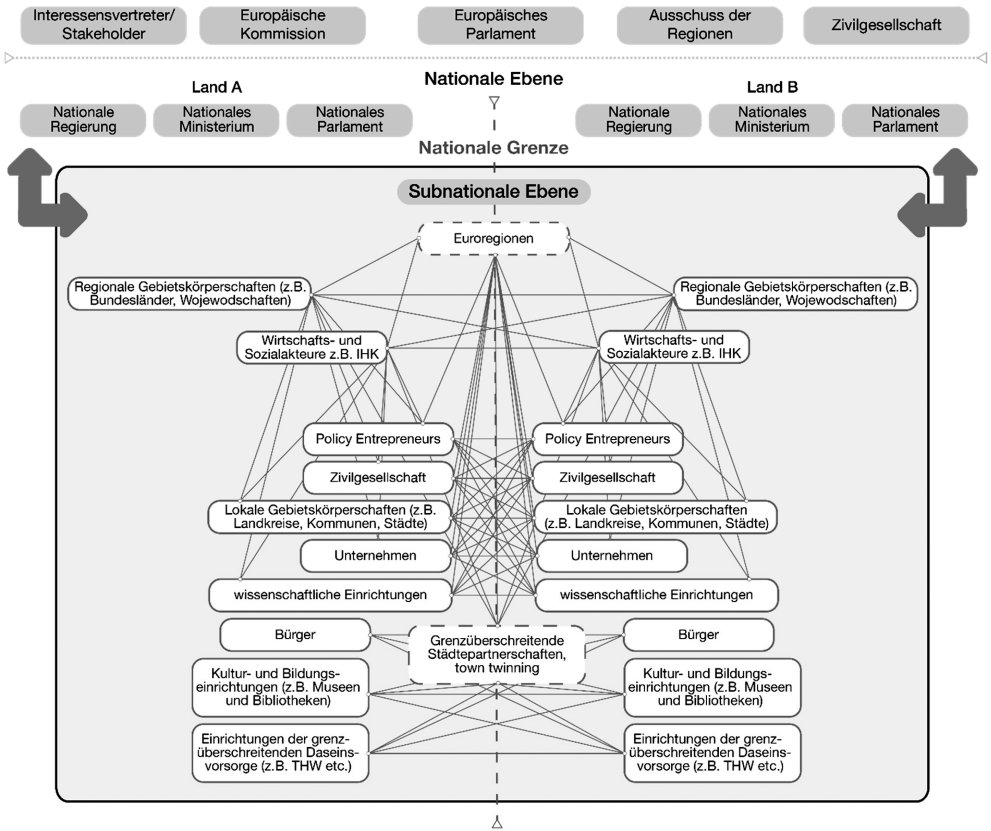 Interessensvertreter/
Stakeholder
Europäische
Kommission
Europäisches
Parlament
Ausschuss der
Regionen
Zivilgesellschaft
Nationale Ebene
Land A
Land B
Nationale
Regierung
Nationales
Ministerium
Nationales
Parlament
Nationale
Regierung
Nationales
Ministerium
Nationales
Parlament
Nationale Grenze
Subnationale Ebene
Euroregionen
Regionale Gebietskörperschaften (z.B.
Bundesländer, Wojewodschaften)
Regionale Gebietskörperschaften (z.B.
Bundesländer, Wojewodschaften)
Wirtschafts- und
Sozialakteure z.B. IHK
Wirtschafts- und
Sozialakteure z.B. IHK
Policy Entrepreneurs
Policy Entrepreneurs
Zivilgesellschaft
Zivilgesellschaft
Lokale Gebietskörperschaften (z.B.
Landkreise, Kommunen, Städte)
Lokale Gebietskörperschaften
(z.B. Landkreise, Kommunen, Städte)
Unternehmen
Unternehmen
wissenschaftliche Einrichtungen
wissenschaftliche Einrichtungen
Bürger
Grenzüberschreitende
Städtepartnerschaften,
town twinning
Bürger
Kultur- und Bildungs-
einrichtungen (z.B. Museen
und Bibliotheken)
Kultur- und Bildungs-
einrichtungen (z.B. Museen
und Bibliotheken)
Einrichtungen der grenz-
überschreitenden Daseins-
vorsorge (z.B. THW etc.)
Einrichtungen der grenz-
überschreitenden Daseins-
vorsorge (z.B. THW etc.)